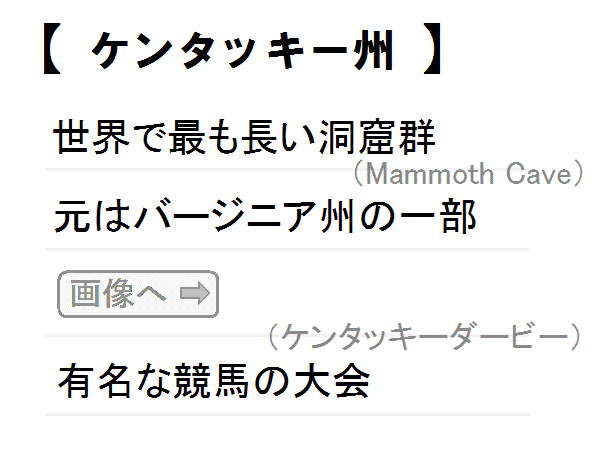 【 ケンタッキー州 】
世界で最も長い洞窟群
（Mammoth Cave）
元はバージニア州の一部
画像へ ⇨
（ケンタッキーダービー）
有名な競馬の大会